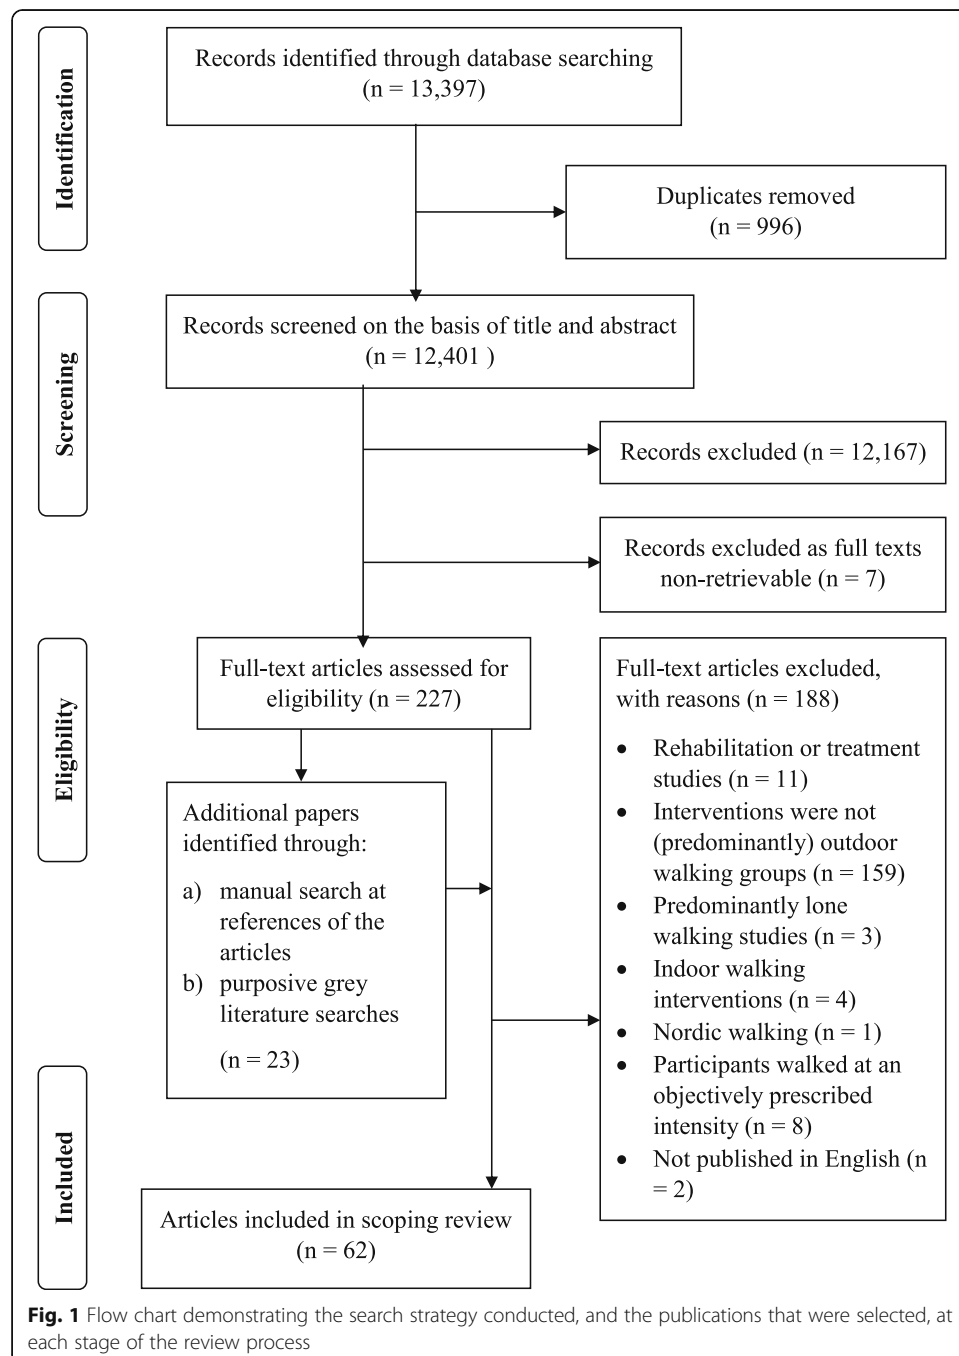 Identification
Records identified through database searching
(n = 13,397)
Duplicates removed
(n = 996)
Screening
Records screened on the basis of title and abstract
(n = 12,401 )
Records excluded (n = 12,167)
Records excluded as full texts
non-retrievable (n = 7)
Eligibility
Full-text articles assessed for
eligibility (n = 227)
Additional papers
identified through:
a) manual search at
references of the
articles
b) purposive grey
literature searches
(n = 23)
Full-text articles excluded,
with reasons (n = 188)
• Rehabilitation or treatment
studies (n = 11)
• Interventions were not
(predominantly) outdoor
walking groups (n = 159)
• Predominantly lone
walking studies (n = 3)
• Indoor walking
interventions (n = 4)
• Nordic walking (n = 1)
• Participants walked at an
objectively prescribed
intensity (n = 8)
• Not published in English (n
= 2)
Included
Articles included in scoping review
(n = 62)
Fig. 1 Flow chart demonstrating the search strategy conducted, and the publications that were selected, at
each stage of the review process